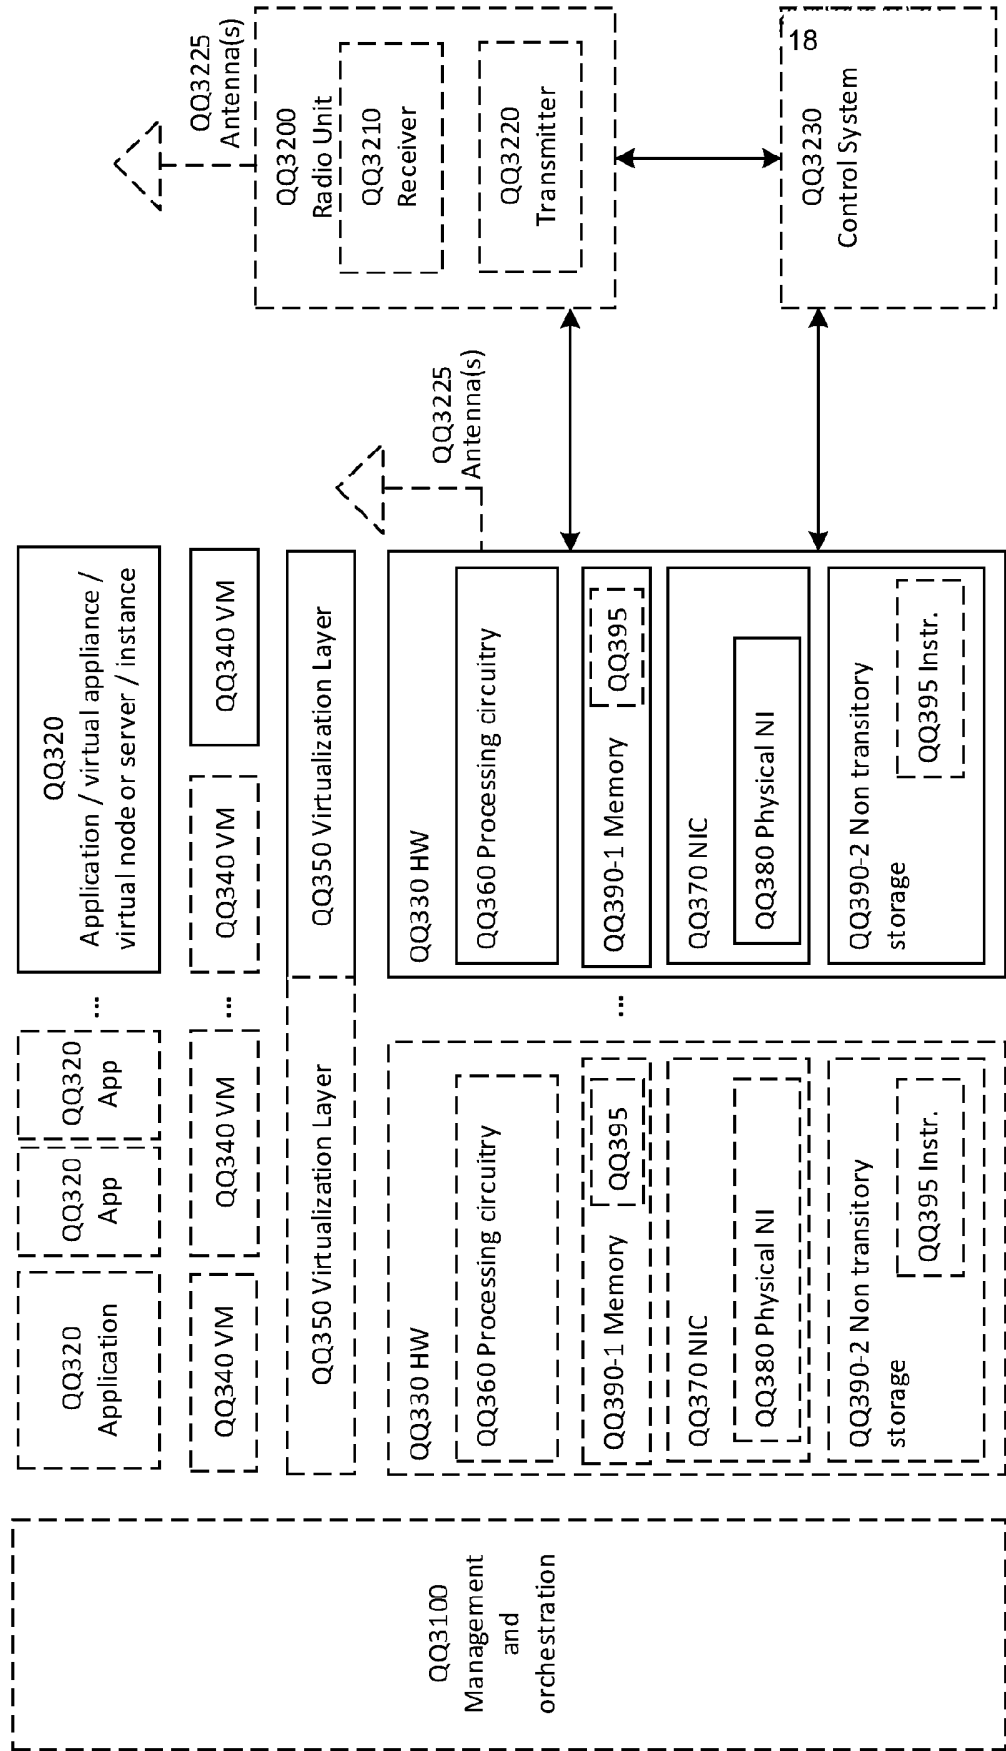 QQ3100
Management
and
orchestration
QQ320
Application
QQ320
App
QQ320
App
...
QQ320
Application / virtual appliance /
virtual node or server / instance
QQ340 VM
QQ340 VM
...
QQ340 VM
QQ340 VM
QQ350 Virtualization Layer
QQ350 Virtualization Layer
QQ330 HW
QQ360 Processing circuitry
QQ390-1 Memory
QQ395
QQ370 NIC
QQ380 Physical NI
QQ390-2 Non transitory
storage
QQ395 Instr.
...
QQ330 HW
QQ360 Processing circuitry
QQ390-1 Memory
QQ395
QQ370 NIC
QQ380 Physical NI
QQ390-2 Non transitory
storage
QQ395 Instr.
QQ3225
Antenna(s)
QQ3225
Antenna(s)
QQ3200
Radio Unit
QQ3210
Receiver
QQ3220
Transmitter
18
QQ3230
Control System